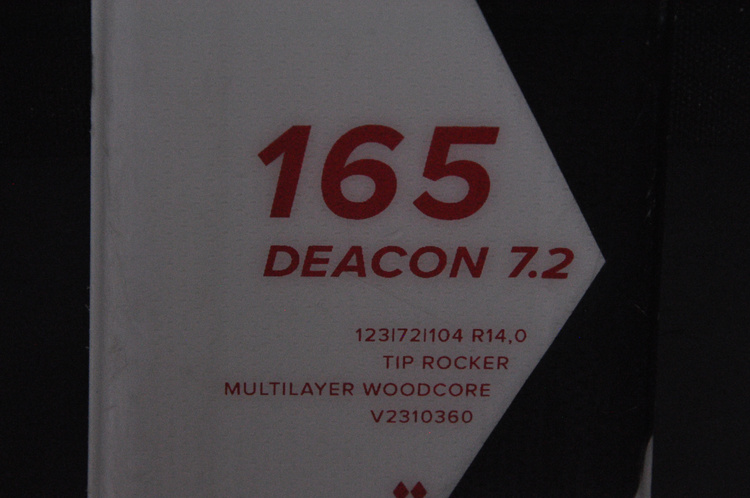 165
DEACON 7.2
123|72|104 R14,0
TIP ROCKER
MULTILAYER WOODCORE
V2310360